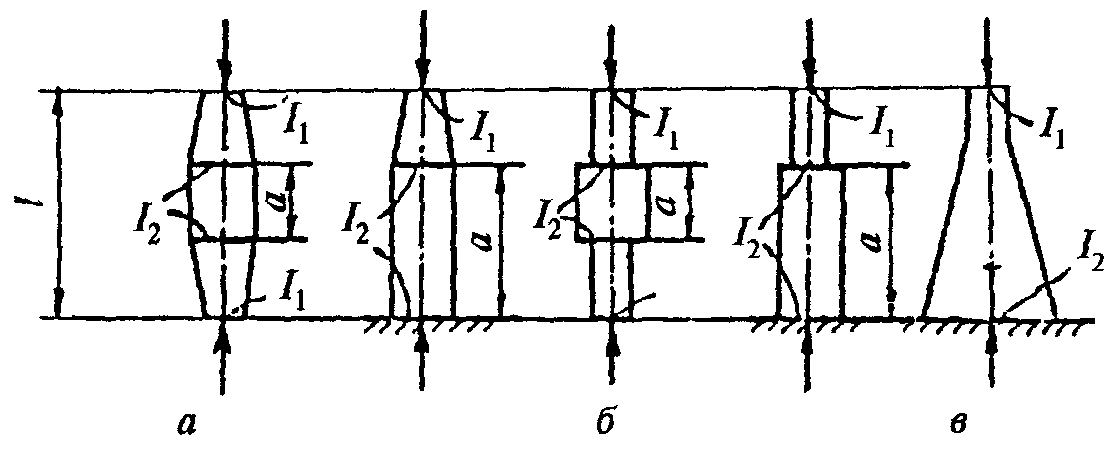 I₁ I₁ I₁ I₁ I₁
l a a a a
I₂ I₂ I₂ I₂ I₂
I₁
а б в